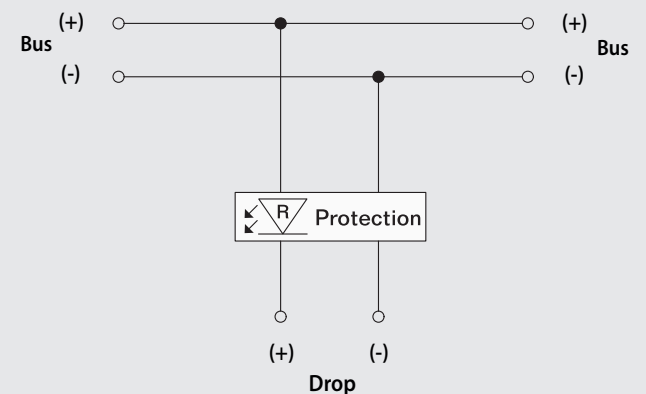 (+) (+)
Bus Bus
(-) (-)
R Protection
(+) (-)
Drop